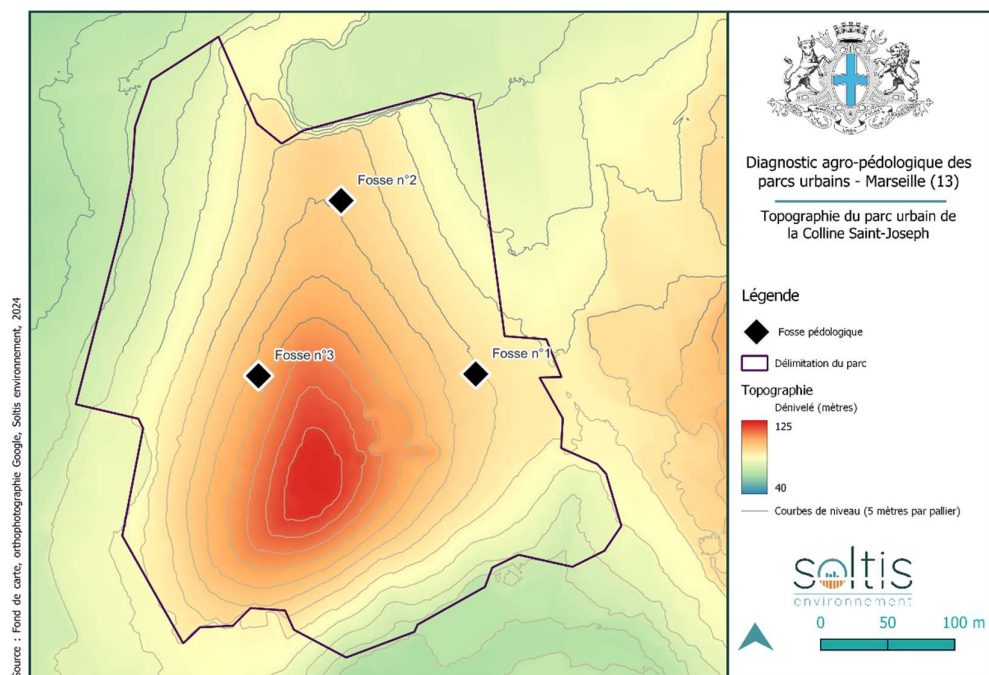 Fosse n°2
Fosse n°3
Fosse n°1
Source : Fond de carte, orthophotographie Google, Soltis environnement, 2024
Diagnostic agro-pédologique des
parcs urbains - Marseille (13)
Topographie du parc urbain de
la Colline Saint-Joseph
Légende
Fosse pédologique
Délimitation du parc
Topographie
Dénivelé (mètres)
125
40
Courbes de niveau (5 mètres par pallier)
soltis
environnement
0 50 100 m